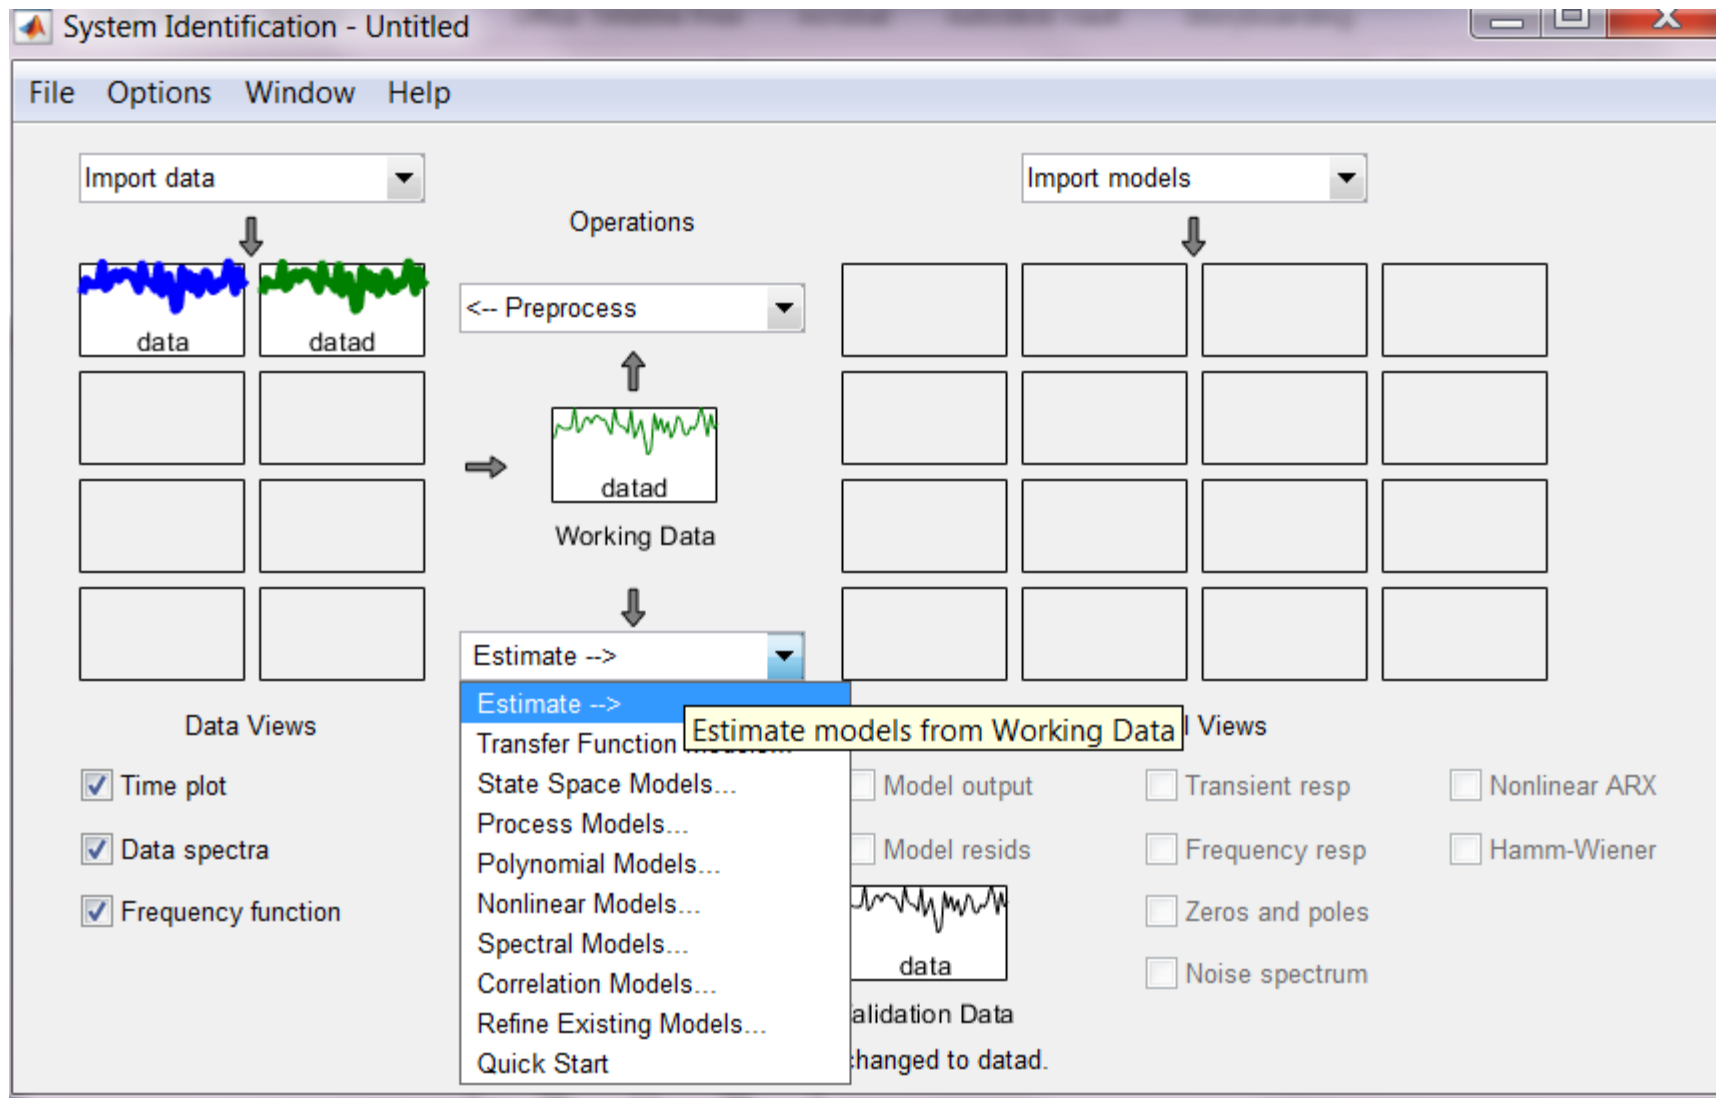 System Identification - Untitled
File Options Window Help
Import data
Import models
Operations
data
datad
<-- Preprocess
datad
Working Data
Estimate -->
Estimate -->
Estimate models from Working Data
Transfer Function
State Space Models...
Process Models...
Polynomial Models...
Nonlinear Models...
Spectral Models...
Correlation Models...
Refine Existing Models...
Quick Start
Data Views
Time plot
Data spectra
Frequency function
Views
Model output
Transient resp
Nonlinear ARX
Model resids
Frequency resp
Hamm-Wiener
Zeros and poles
data
Noise spectrum
alidation Data
changed to datad.